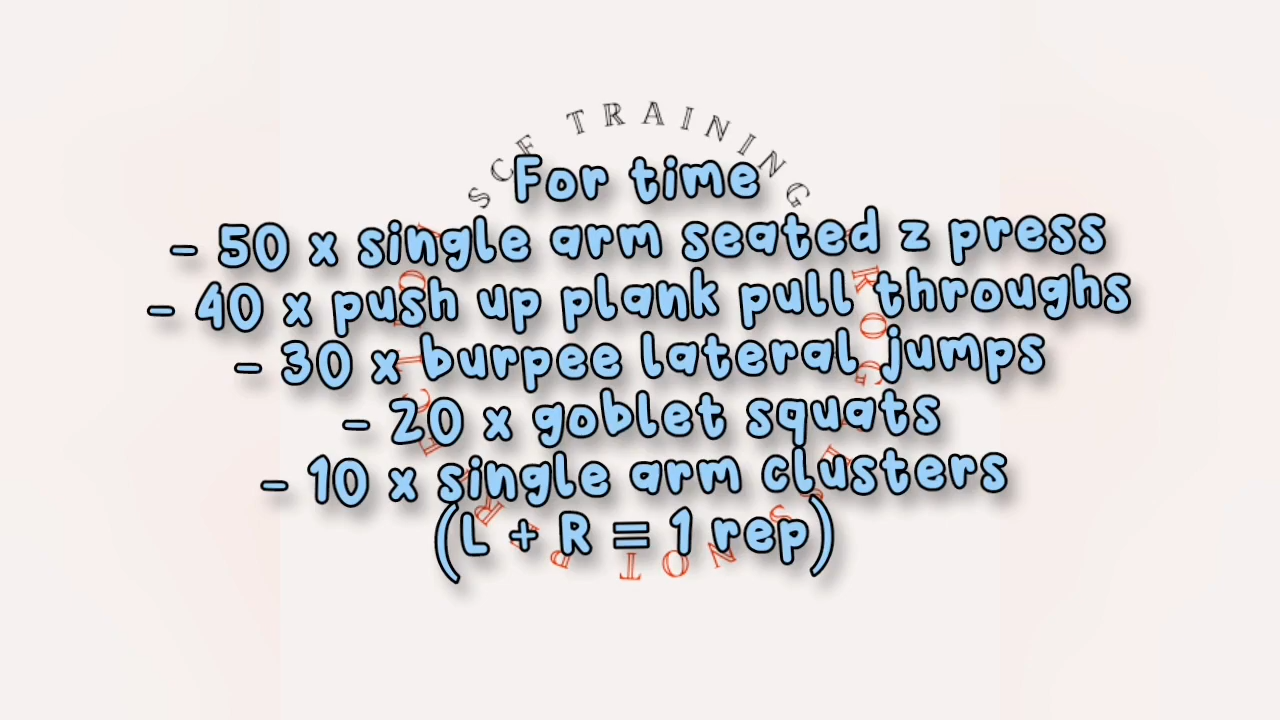 SCF TRAINING
For time
- 50 x single arm seated z press
- 40 x push up plank pull throughs
- 30 x burpee lateral jumps
- 20 x goblet squats
- 10 x single arm clusters
(L + R = 1 rep)
NOT